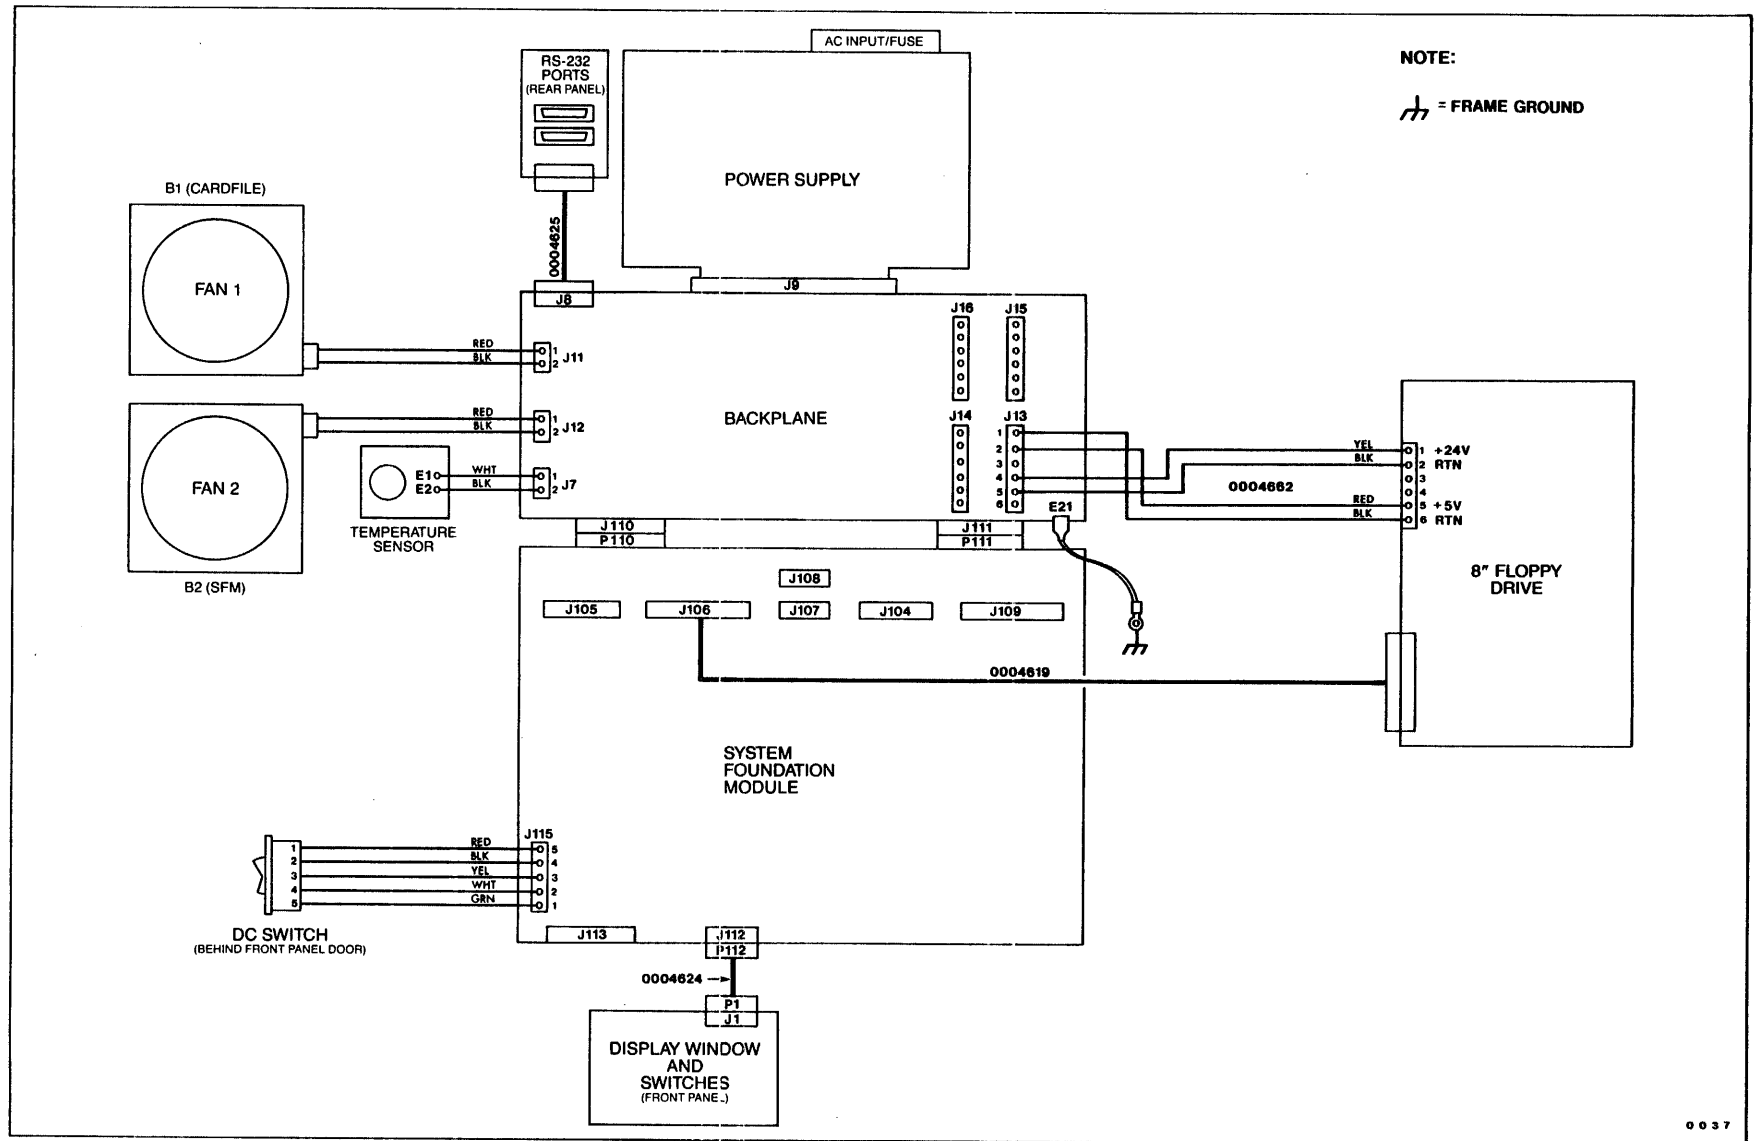 AC INPUT/FUSE
RS-232
PORTS
(REAR PANEL)
NOTE:
= FRAME GROUND
POWER SUPPLY
B1 (CARDFILE)
FAN 1
0004625
J8
J9
J16
J15
RED
BLK
1
2
J11
RED
BLK
1
2
J12
BACKPLANE
J14
J13
1
2
3
4
5
6
FAN 2
B2 (SFM)
E1
E2
WHT
BLK
1
2
J7
TEMPERATURE
SENSOR
YEL
BLK
0004662
RED
BLK
1 +24V
2 RTN
3
4
5 +5V
6 RTN
8" FLOPPY
DRIVE
E21
J110
P110
J111
P111
J108
J105
J106
J107
J104
J109
0004619
SYSTEM
FOUNDATION
MODULE
J115
1
2
3
4
5
RED
BLK
YEL
WHT
GRN
5
4
3
2
1
DC SWITCH
(BEHIND FRONT PANEL DOOR)
J113
J112
P112
0004624
P1
J1
DISPLAY WINDOW
AND
SWITCHES
(FRONT PANEL)
0037